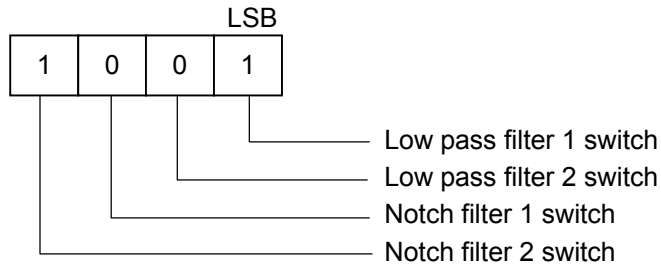 LSB
1 0 0 1
Low pass filter 1 switch
Low pass filter 2 switch
Notch filter 1 switch
Notch filter 2 switch